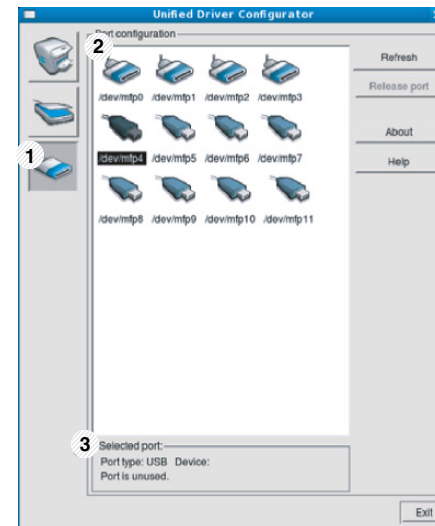 Unified Driver Configurator
2
Port configuration
/dev/mfp0 /dev/mfp1 /dev/mfp2 /dev/mfp3
/dev/mfp4 /dev/mfp5 /dev/mfp6 /dev/mfp7
/dev/mfp8 /dev/mfp9 /dev/mfp10 /dev/mfp11
Refresh
Release port
About
Help
1
3
Selected port:
Port type: USB Device:
Port is unused.
Exit